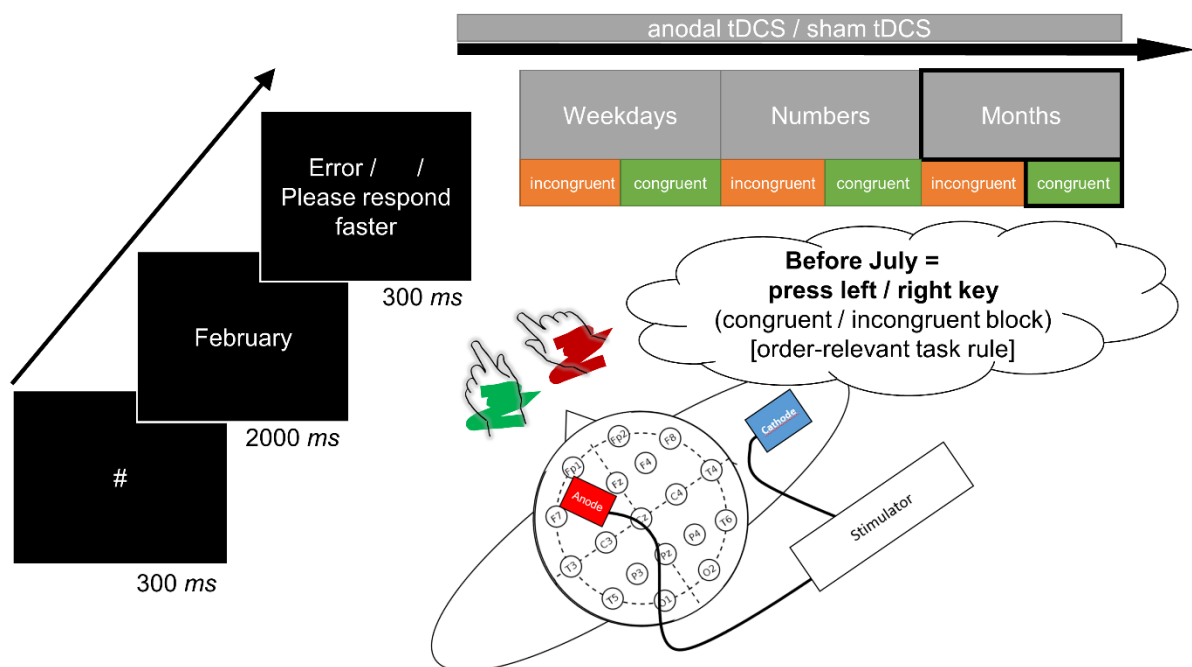 anodal tDCS / sham tDCS
Weekdays
Numbers
Months
incongruent
congruent
incongruent
congruent
incongruent
congruent
Error /      /
Please respond
faster
300 ms
February
2000 ms
#
300 ms
Before July =
press left / right key
(congruent / incongruent block)
[order-relevant task rule]
Cathode
Stimulator
Anode
Fp1
Fp2
F8
F4
Fz
F7
T4
C4
Cz
C3
T3
T6
P4
Pz
P3
O2
O1
T5